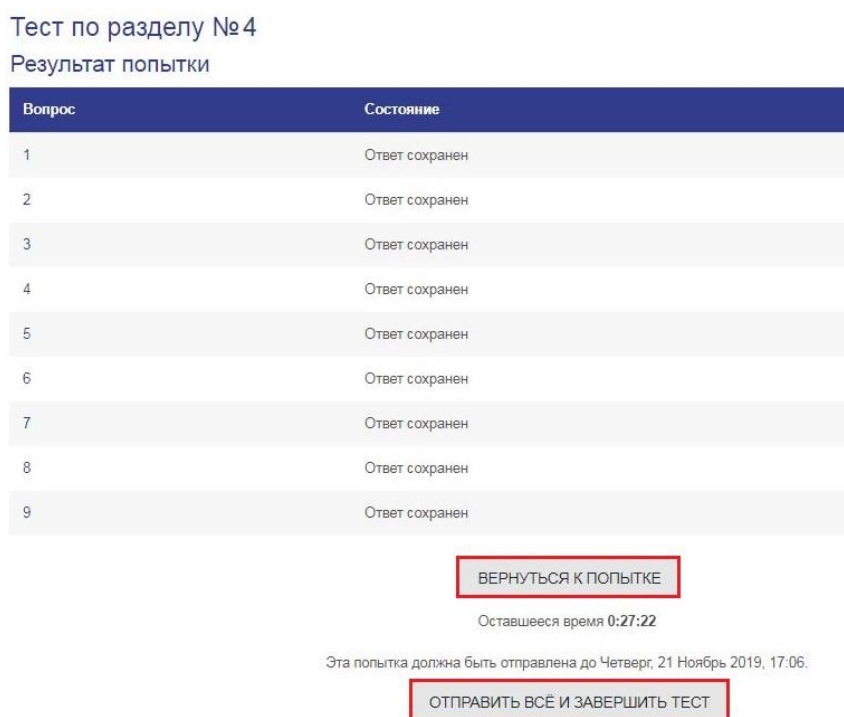 Тест по разделу №4
Результат попытки
Вопрос Состояние
1 Ответ сохранен
2 Ответ сохранен
3 Ответ сохранен
4 Ответ сохранен
5 Ответ сохранен
6 Ответ сохранен
7 Ответ сохранен
8 Ответ сохранен
9 Ответ сохранен
ВЕРНУТЬСЯ К ПОПЫТКЕ
Оставшееся время 0:27:22
Эта попытка должна быть отправлена до Четверг, 21 Ноябрь 2019, 17:06.
ОТПРАВИТЬ ВСЁ И ЗАВЕРШИТЬ ТЕСТ